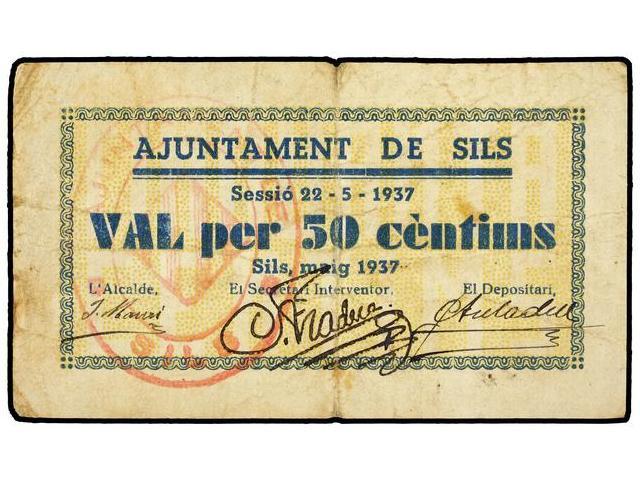 AJUNTAMENT DE SILS
Sessió 22 - 5 - 1937
VAL per 50 cèntims
Sils, maig 1937
L'Alcalde, El Secretari Interventor. El Depositari,